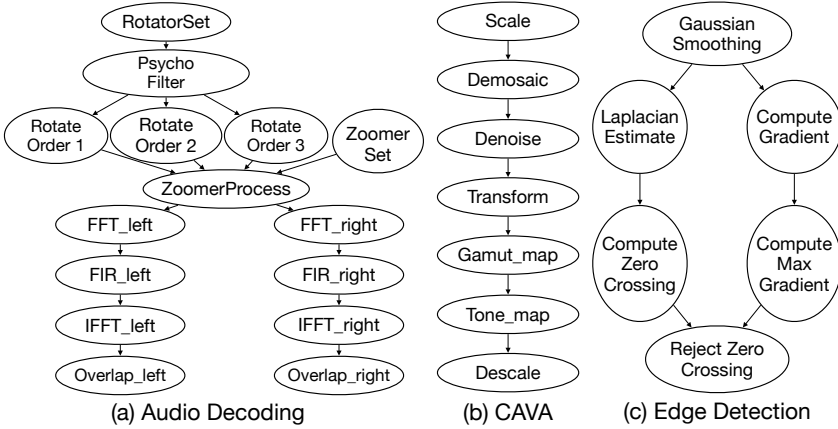 RotatorSet
Psycho
Filter
Rotate
Order 1
Rotate
Order 2
Rotate
Order 3
Zoomer
Set
ZoomerProcess
FFT_left
FFT_right
FIR_left
FIR_right
IFFT_left
IFFT_right
Overlap_left
Overlap_right
(a) Audio Decoding
Scale
Demosaic
Denoise
Transform
Gamut_map
Tone_map
Descale
(b) CAVA
Gaussian
Smoothing
Laplacian
Estimate
Compute
Gradient
Compute
Zero
Crossing
Compute
Max
Gradient
Reject Zero
Crossing
(c) Edge Detection